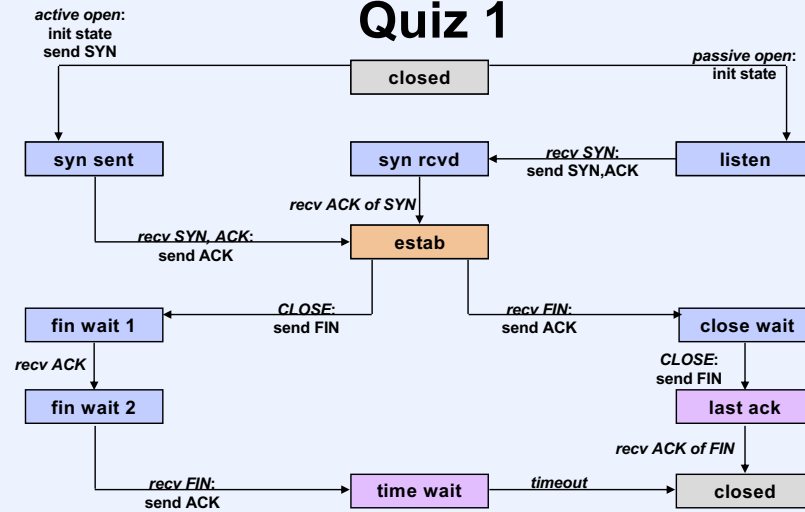 Quiz 1
active open:
init state
send SYN
closed
passive open:
init state
syn sent
syn rcvd
recv SYN:
send SYN,ACK
listen
recv ACK of SYN
recv SYN, ACK:
send ACK
estab
CLOSE:
send FIN
recv FIN:
send ACK
fin wait 1
close wait
recv ACK
CLOSE:
send FIN
fin wait 2
last ack
recv ACK of FIN
recv FIN:
send ACK
time wait
timeout
closed